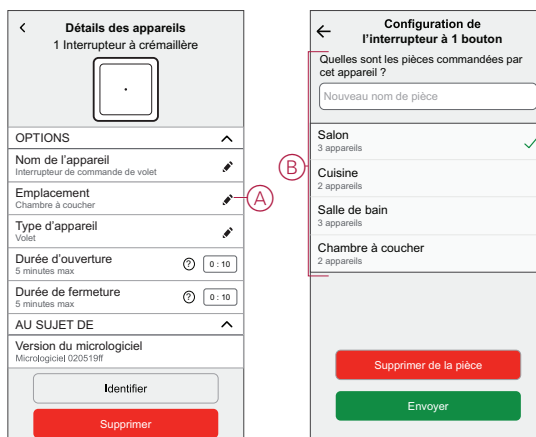 Détails des appareils
1 Interrupteur à crémaillère
OPTIONS
Nom de l'appareil
Interrupteur de commande de volet
Emplacement
Chambre à coucher
A
Type d'appareil
Volet
Durée d'ouverture
5 minutes max
? 0 : 10
Durée de fermeture
5 minutes max
? 0 : 10
AU SUJET DE
Version du micrologiciel
Micrologiciel 020519ff
Identifier
Supprimer
Configuration de
l'interrupteur à 1 bouton
Quelles sont les pièces commandées par
cet appareil ?
Nouveau nom de pièce
B
Salon
3 appareils
Cuisine
2 appareils
Salle de bain
3 appareils
Chambre à coucher
2 appareils
Supprimer de la pièce
Envoyer